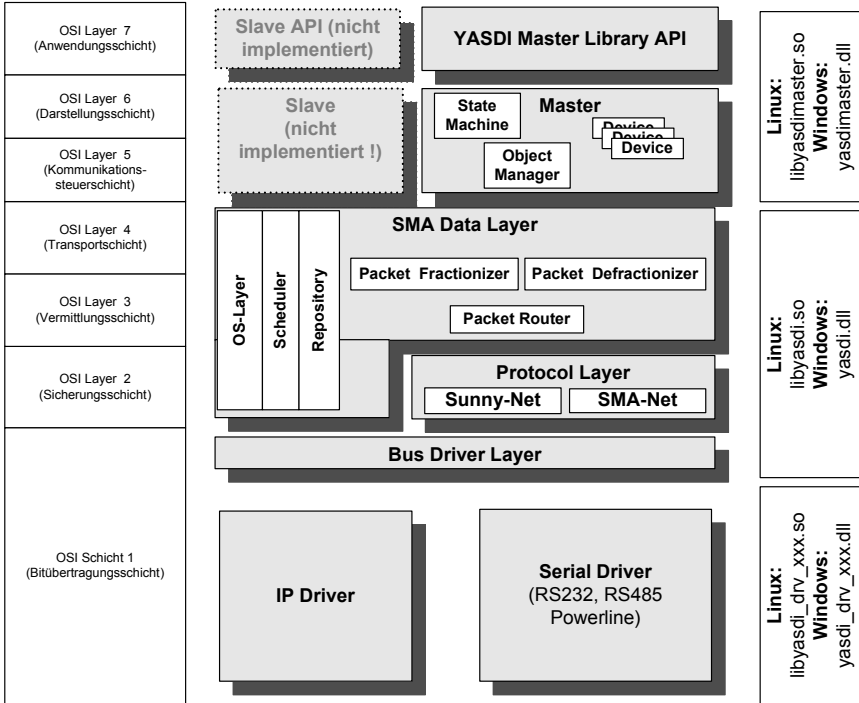 OSI Layer 7
(Anwendungsschicht)
OSI Layer 6
(Darstellungsschicht)
OSI Layer 5
(Kommunikations-
steuerschicht)
OSI Layer 4
(Transportschicht)
OSI Layer 3
(Vermittlungsschicht)
OSI Layer 2
(Sicherungsschicht)
OSI Schicht 1
(Bitübertragungsschicht)
Slave API (nicht
implementiert)
YASDI Master Library API
Slave
(nicht
implementiert !)
Master
State
Machine
Object
Manager
Device
Device
Device
SMA Data Layer
OS-Layer
Scheduler
Repository
Packet Fractionizer
Packet Defractionizer
Packet Router
Protocol Layer
Sunny-Net
SMA-Net
Bus Driver Layer
IP Driver
Serial Driver
(RS232, RS485
Powerline)
Linux:
libyasdimaster.so
Windows:
yasdimaster.dll
Linux:
libyasdi.so
Windows:
yasdi.dll
Linux:
libyasdi_drv_xxx.so
Windows:
yasdi_drv_xxx.dll